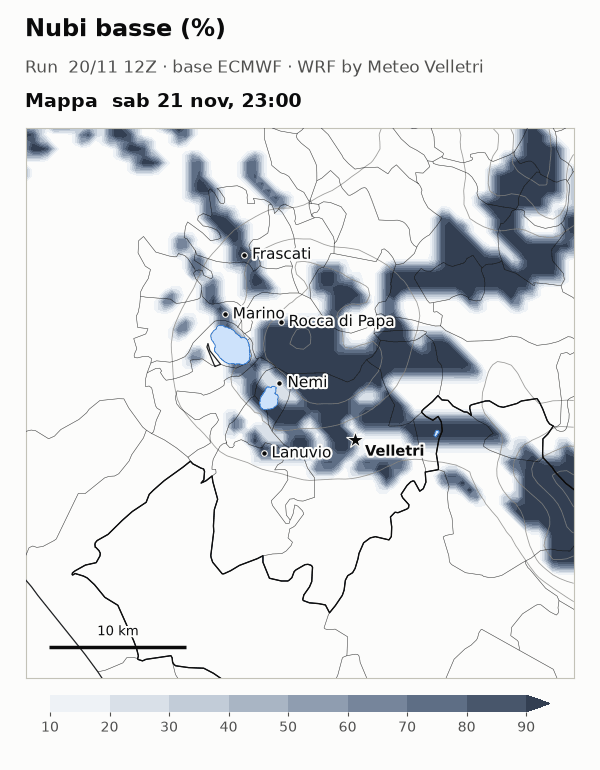 Nubi basse (%)
Run  20/11 12Z · base ECMWF · WRF by Meteo Velletri
Mappa  sab 21 nov, 23:00
Frascati
Marino
Rocca di Papa
Nemi
Velletri
Lanuvio
10 km
10 20 30 40 50 60 70 80 90